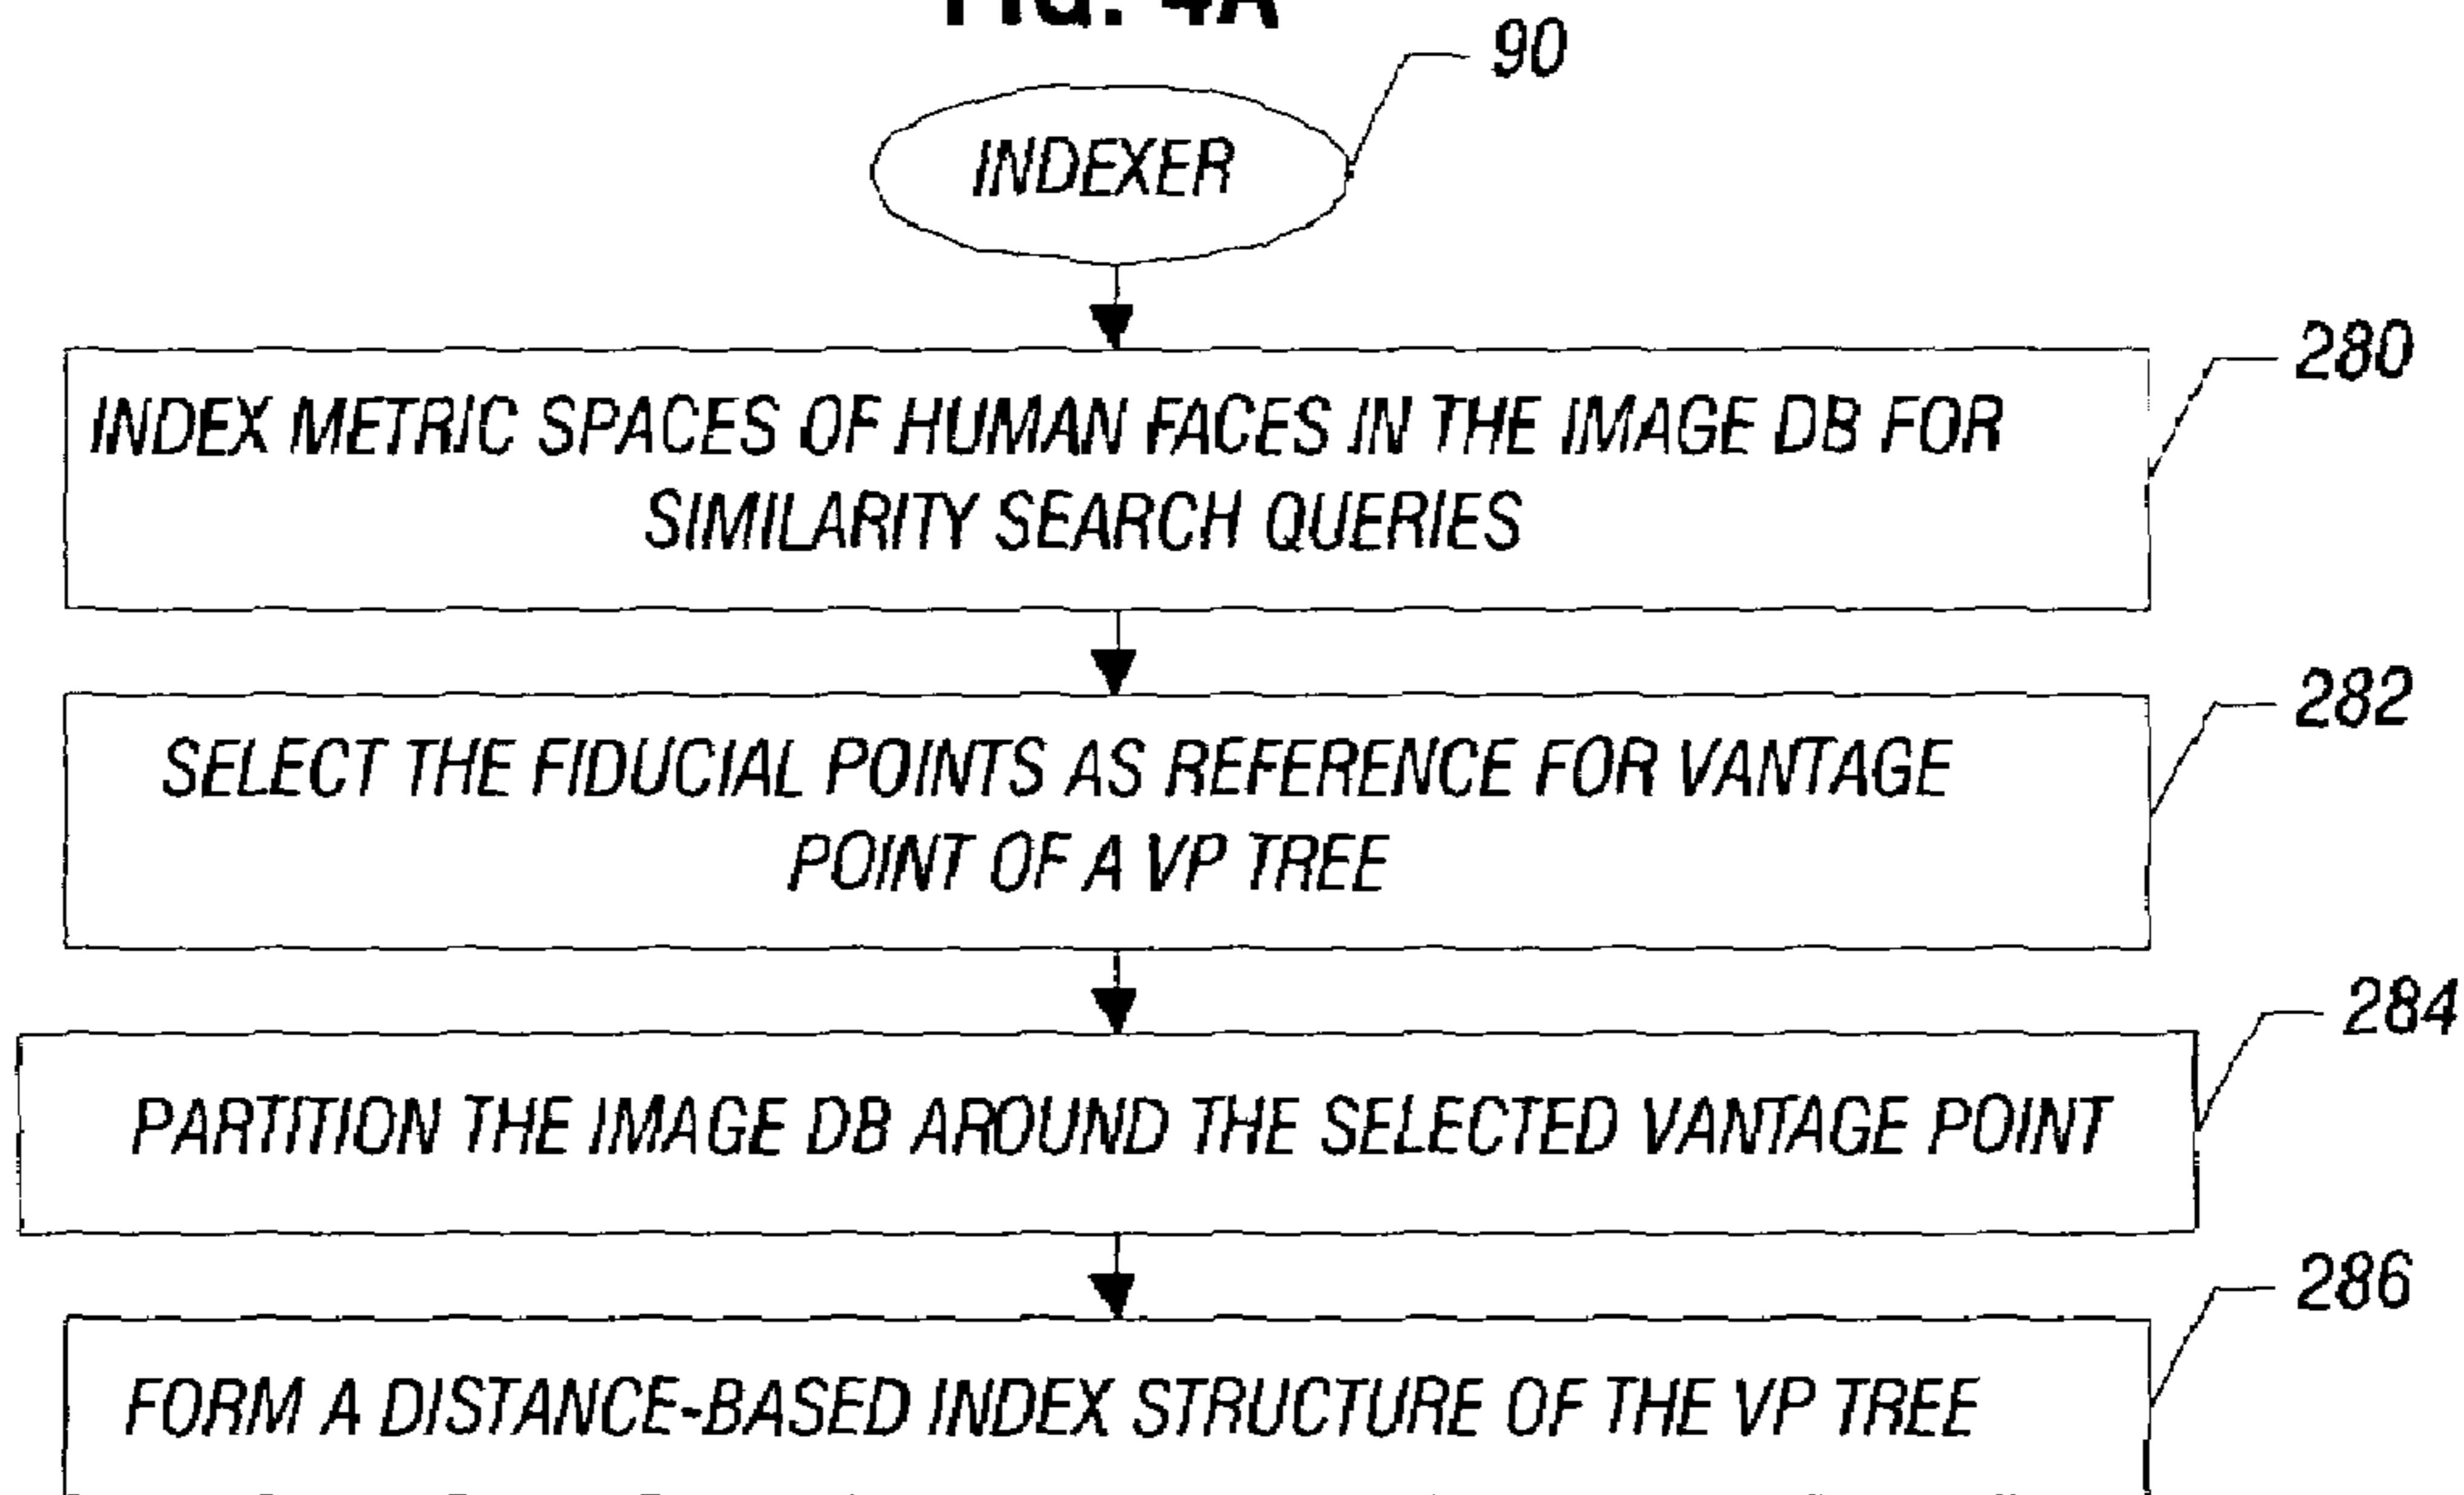 FIG. 4A
90
INDEXER
280
INDEX METRIC SPACES OF HUMAN FACES IN THE IMAGE DB FOR
SIMILARITY SEARCH QUERIES
282
SELECT THE FIDUCIAL POINTS AS REFERENCE FOR VANTAGE
POINT OF A VP TREE
284
PARTITION THE IMAGE DB AROUND THE SELECTED VANTAGE POINT
286
FORM A DISTANCE-BASED INDEX STRUCTURE OF THE VP TREE